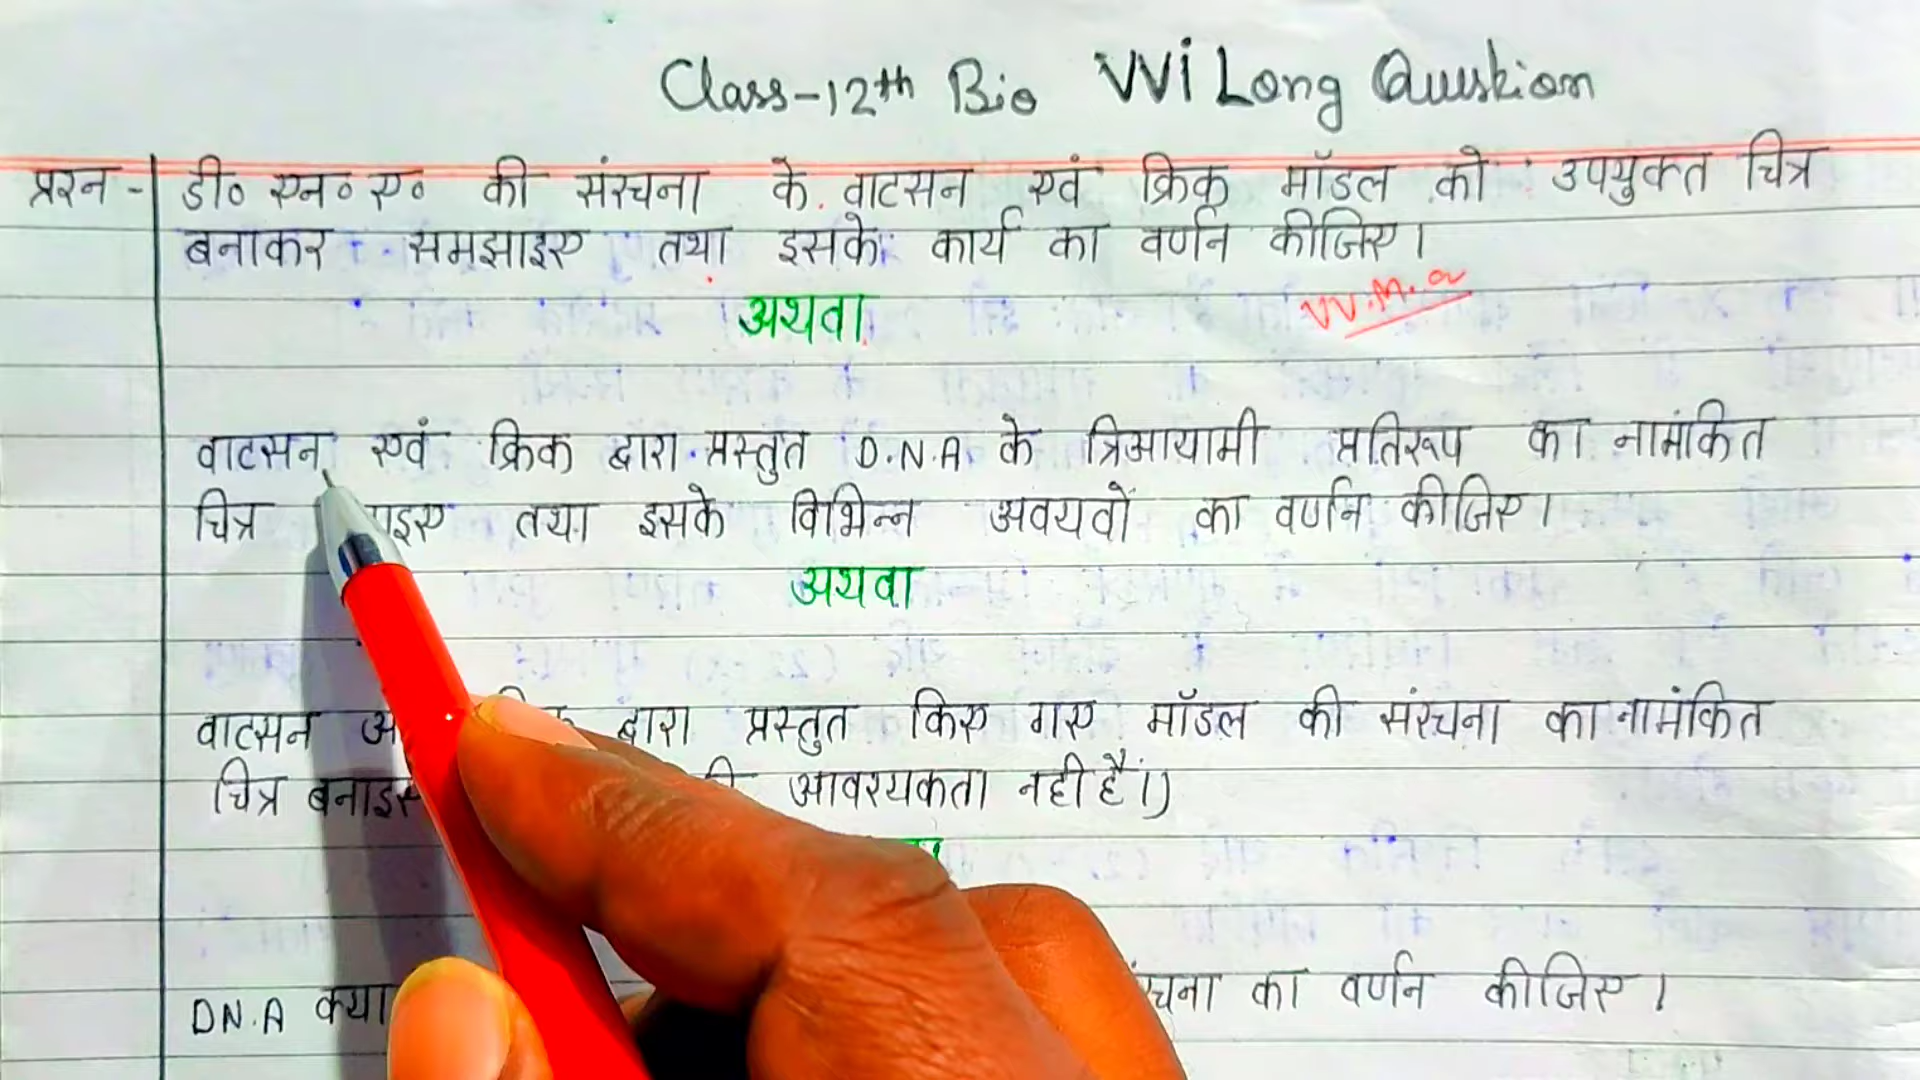 Class-12th Bio VVi Long Question
प्रश्न - डी० एन० ए० की संरचना के वाटसन एवं क्रिक मॉडल को उपयुक्त चित्र
बनाकर समझाइए तथा इसके कार्य का वर्णन कीजिए।
अथवा
VV.M.a
वाटसन एवं क्रिक द्वारा प्रस्तुत D.N.A के त्रिआयामी प्रतिरूप का नामंकित
चित्र तथा इसके विभिन्न अवयवों का वर्णन कीजिए।
अथवा
वाटसन द्वारा प्रस्तुत किए गए मॉडल की संरचना का नामंकित
चित्र बनाइए आवश्यकता नही है।)
D.N.A क्या का वर्णन कीजिए।